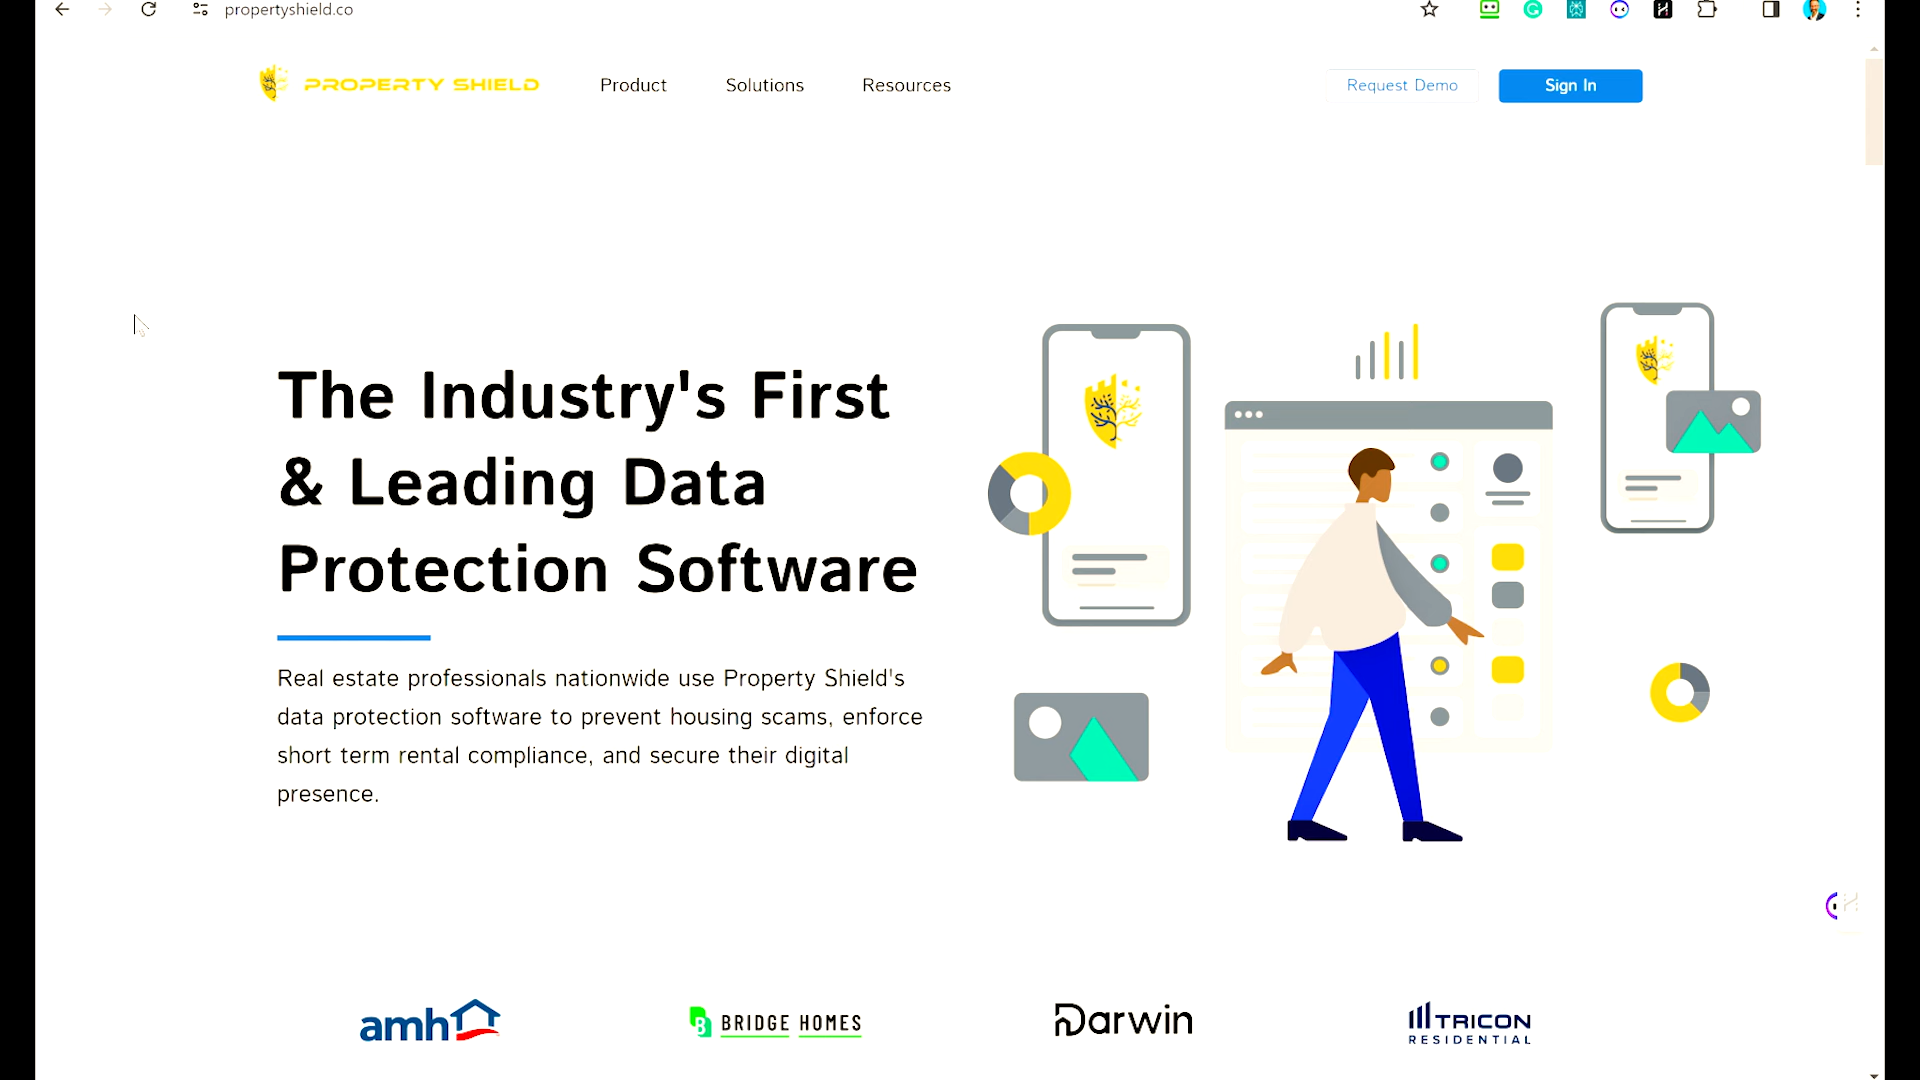 propertyshield.co
PROPERTY SHIELD
Product
Solutions
Resources
Request Demo
Sign In
The Industry's First
& Leading Data
Protection Software
Real estate professionals nationwide use Property Shield's
data protection software to prevent housing scams, enforce
short term rental compliance, and secure their digital
presence.
amh
BRIDGE HOMES
Darwin
TRICON
RESIDENTIAL